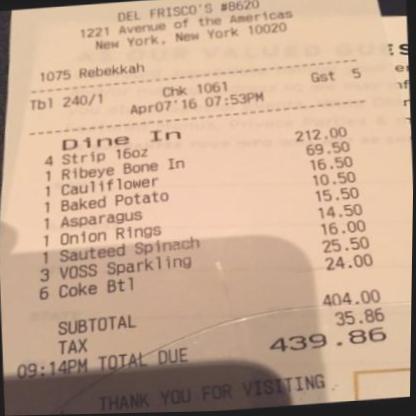 DEL FRISCO'S #8620
1221 Avenue of the Americas
New York, New York 10020
1075 Rebekkah
Tbl 240/1 Chk 1061 Gst 5
Apr07'16 07:53PM
Dine In
4 Strip 16oz 212.00
1 Ribeye Bone In 69.50
1 Cauliflower 16.50
1 Baked Potato 10.50
1 Asparagus 15.50
1 Onion Rings 14.50
1 Sauteed Spinach 16.00
3 VOSS Sparkling 25.50
6 Coke Btl 24.00
SUBTOTAL 404.00
TAX 35.86
09:14PM TOTAL DUE 439.86
THANK YOU FOR VISITING